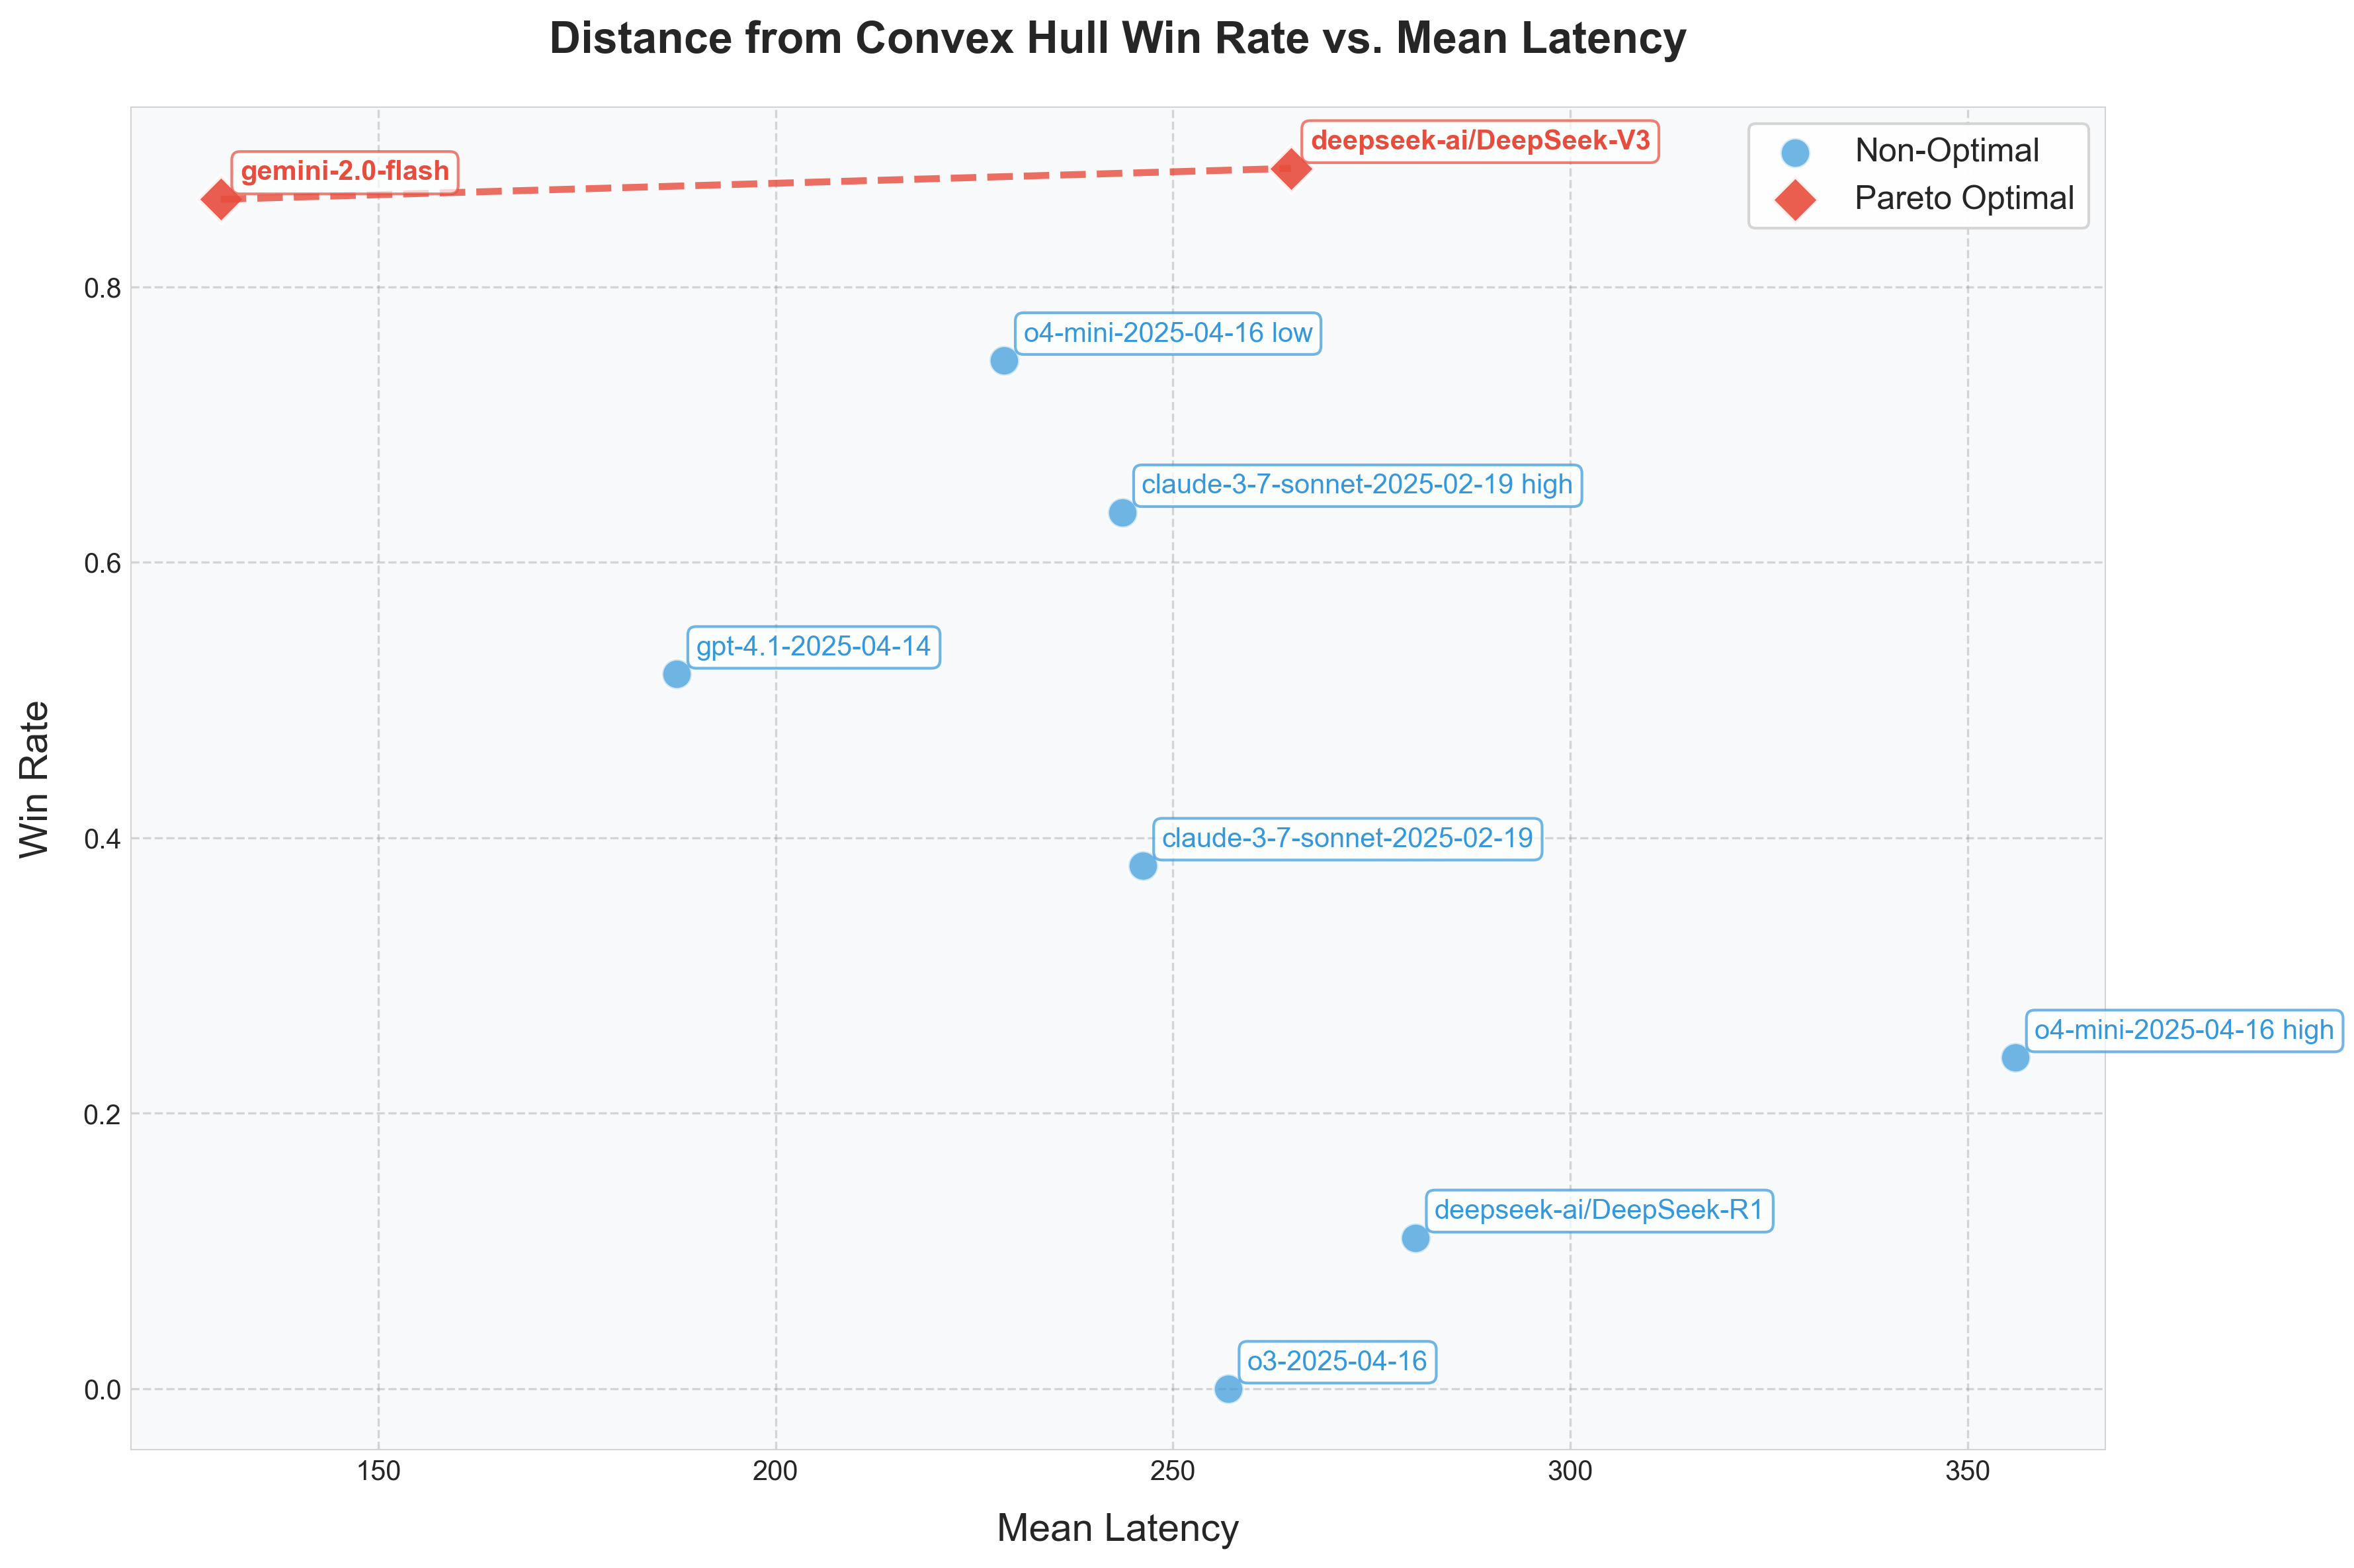 Distance from Convex Hull Win Rate vs. Mean Latency
gemini-2.0-flash
deepseek-ai/DeepSeek-V3
Non-Optimal
Pareto Optimal
0.8
o4-mini-2025-04-16 low
claude-3-7-sonnet-2025-02-19 high
0.6
gpt-4.1-2025-04-14
Win Rate
0.4
claude-3-7-sonnet-2025-02-19
o4-mini-2025-04-16 high
0.2
deepseek-ai/DeepSeek-R1
o3-2025-04-16
0.0
150
200
250
300
350
Mean Latency